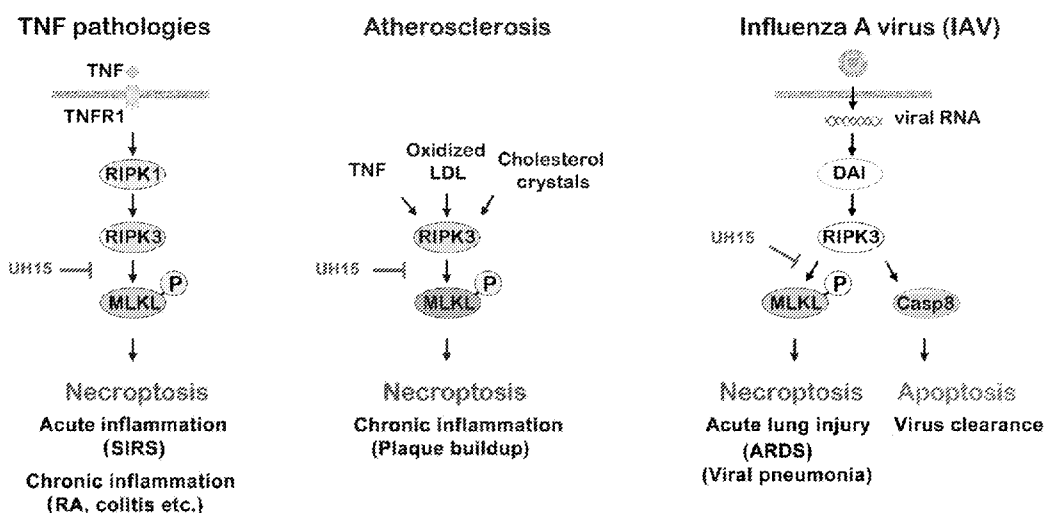 TNF pathologies
TNF
TNFR1
RIPK1
RIPK3
UH15
MLKL
P
Necroptosis
Acute inflammation
(SIRS)
Chronic inflammation
(RA, colitis etc.)
Atherosclerosis
TNF
Oxidized
LDL
Cholesterol
crystals
RIPK3
UH15
MLKL
P
Necroptosis
Chronic inflammation
(Plaque buildup)
Influenza A virus (IAV)
viral RNA
DAI
RIPK3
UH15
MLKL
P
Casp8
Necroptosis
Acute lung injury
(ARDS)
(Viral pneumonia)
Apoptosis
Virus clearance